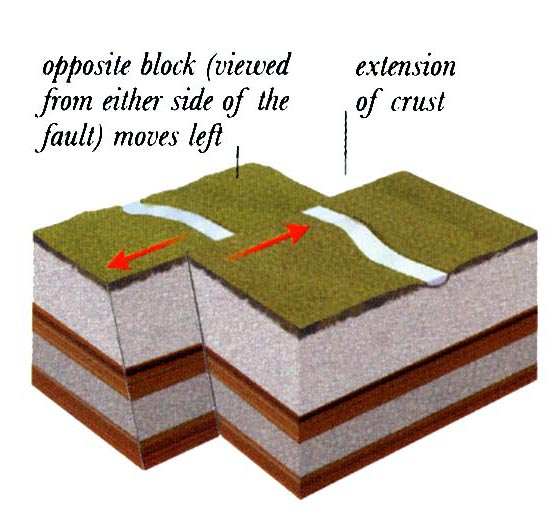 opposite block (viewed
from either side of the
fault) moves left
extension
of crust